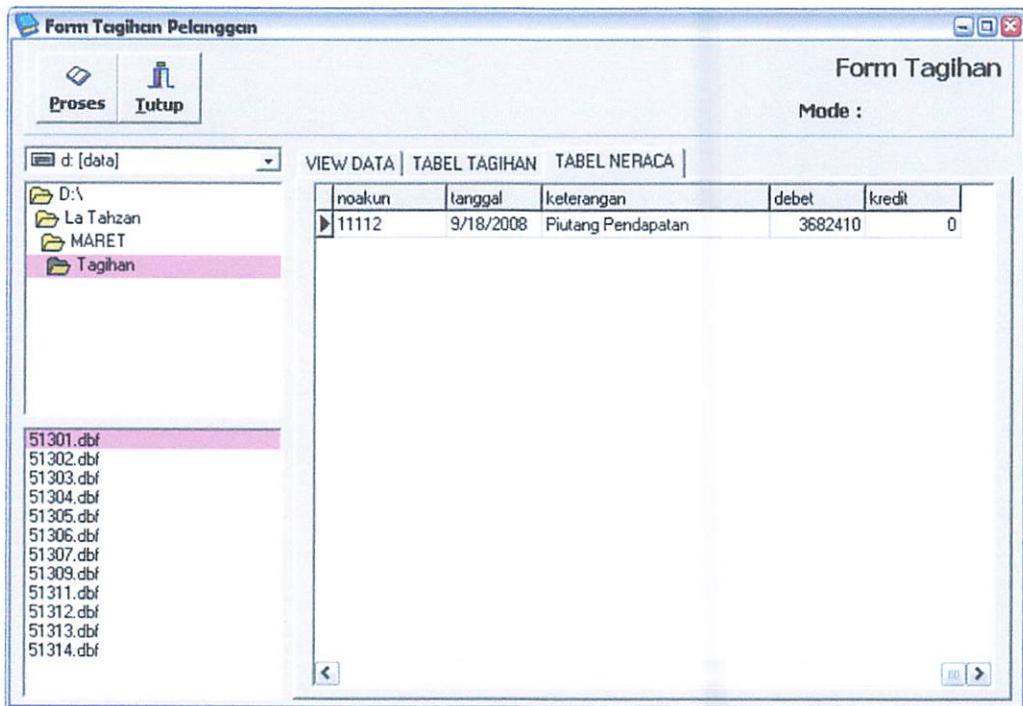 Form Tagihan Pelanggan
Form Tagihan
Proses Tutup
Mode :
d: [data]
D:\
La Tahzan
MARET
Tagihan
51301.dbf
51302.dbf
51303.dbf
51304.dbf
51305.dbf
51306.dbf
51307.dbf
51309.dbf
51311.dbf
51312.dbf
51313.dbf
51314.dbf
VIEW DATA TABEL TAGIHAN TABEL NERACA
noakun tanggal keterangan debet kredit
11112 9/18/2008 Piutang Pendapatan 3682410 0